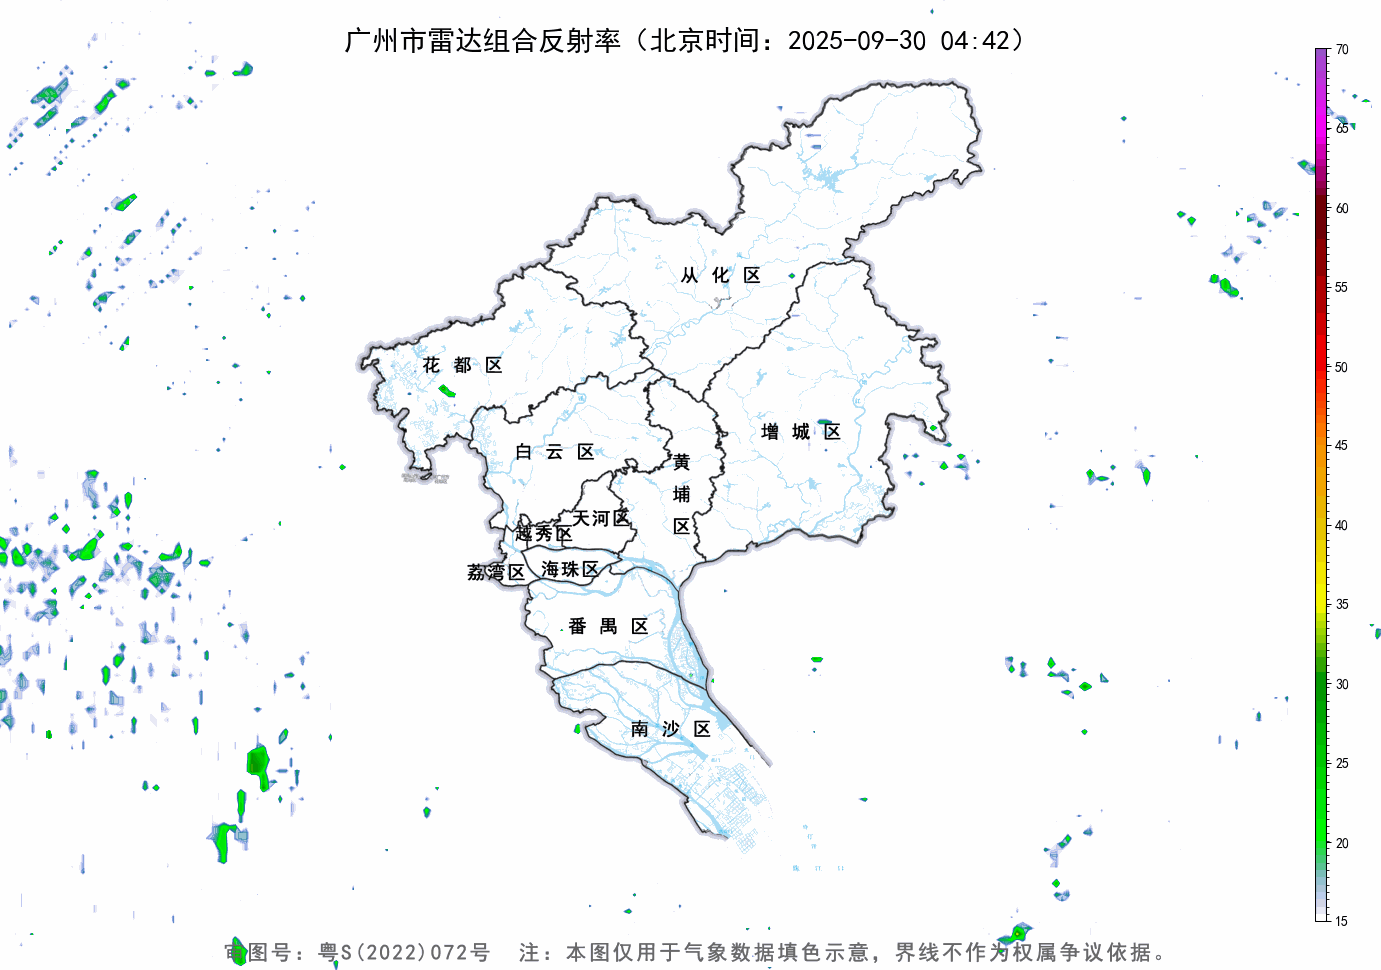 广州市雷达组合反射率（北京时间：2025-09-30 04:42）
70
65
60
55
50
45
40
35
30
25
20
15
从化区
花都区
增城区
白云区
黄埔区
天河区
越秀区
荔湾区
海珠区
番禺区
南沙区
审图号：粤S(2022)072号 注：本图仅用于气象数据填色示意，界线不作为权属争议依据。